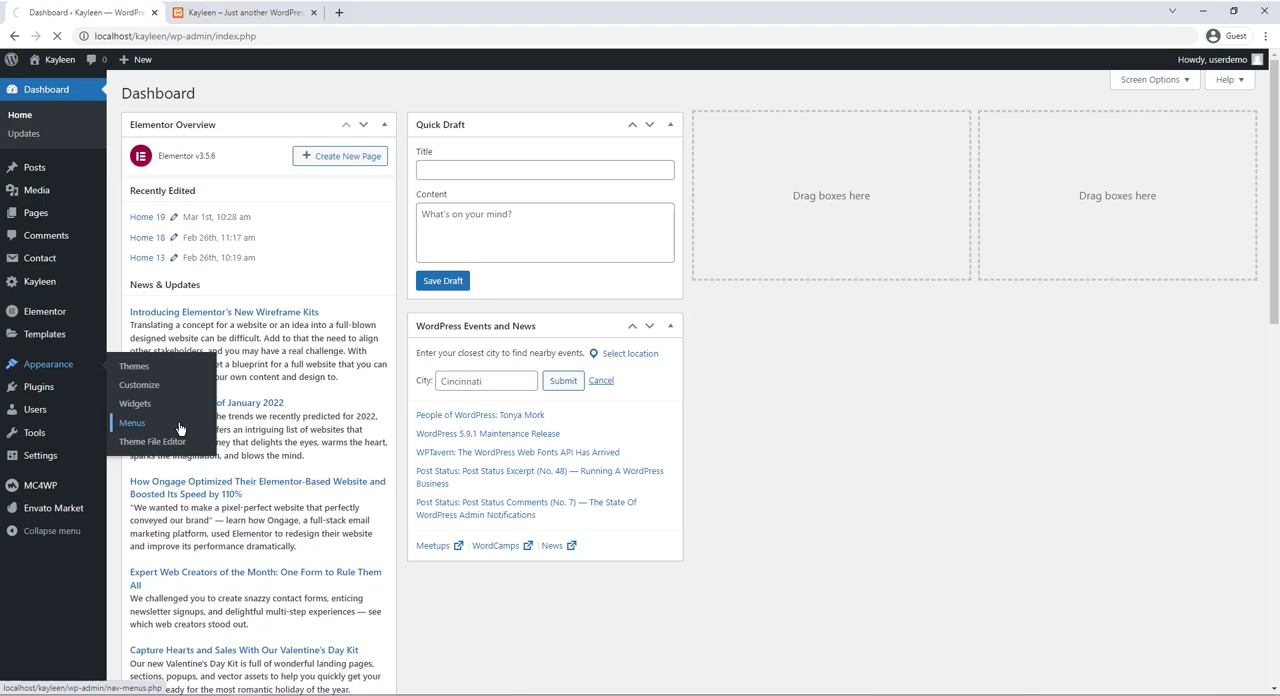 Dashboard ‹ Kayleen — WordPre
Kayleen – Just another WordPres
localhost/kayleen/wp-admin/index.php
Guest
Kayleen
0
New
Howdy, userdemo
Screen Options
Help
Dashboard
Home
Updates
Posts
Media
Pages
Comments
Contact
Kayleen
Elementor
Templates
Appearance
Plugins
Users
Tools
Settings
MC4WP
Envato Market
Collapse menu
Themes
Customize
Widgets
Menus
Theme File Editor
Dashboard
Elementor Overview
Elementor v3.5.6
Create New Page
Recently Edited
Home 19 Mar 1st, 10:28 am
Home 18 Feb 26th, 11:17 am
Home 13 Feb 26th, 10:19 am
News & Updates
Introducing Elementor's New Wireframe Kits
Translating a concept for a website or an idea into a full-blown
designed website can be difficult. Add to that the need to align
other stakeholders, and you may have a real challenge. With
et a blueprint for a full website that you can
our own content and design to.
of January 2022
he trends we recently predicted for 2022,
fers an intriguing list of websites that
ney that delights the eyes, warms the heart,
sparks the imagination, and blows the mind.
How Ongage Optimized Their Elementor-Based Website and
Boosted Its Speed by 110%
"We wanted to make a pixel-perfect website that perfectly
conveyed our brand" — learn how Ongage, a full-stack email
marketing platform, used Elementor to redesign their website
and improve its performance dramatically.
Expert Web Creators of the Month: One Form to Rule Them
All
We challenged you to create snazzy contact forms, enticing
newsletter signups, and delightful multi-step experiences — see
which web creators stood out.
Capture Hearts and Sales With Our Valentine's Day Kit
Our new Valentine's Day Kit is full of wonderful landing pages,
sections, popups, and vector assets to help you quickly get your
ready for the most romantic holiday of the year.
Quick Draft
Title
Content
What's on your mind?
Save Draft
WordPress Events and News
Enter your closest city to find nearby events. Select location
City: Cincinnati Submit Cancel
People of WordPress: Tonya Mork
WordPress 5.9.1 Maintenance Release
WPTavern: The WordPress Web Fonts API Has Arrived
Post Status: Post Status Excerpt (No. 48) — Running A WordPress
Business
Post Status: Post Status Comments (No. 7) — The State Of
WordPress Admin Notifications
Meetups | WordCamps | News
Drag boxes here
Drag boxes here
localhost/kayleen/wp-admin/nav-menus.php